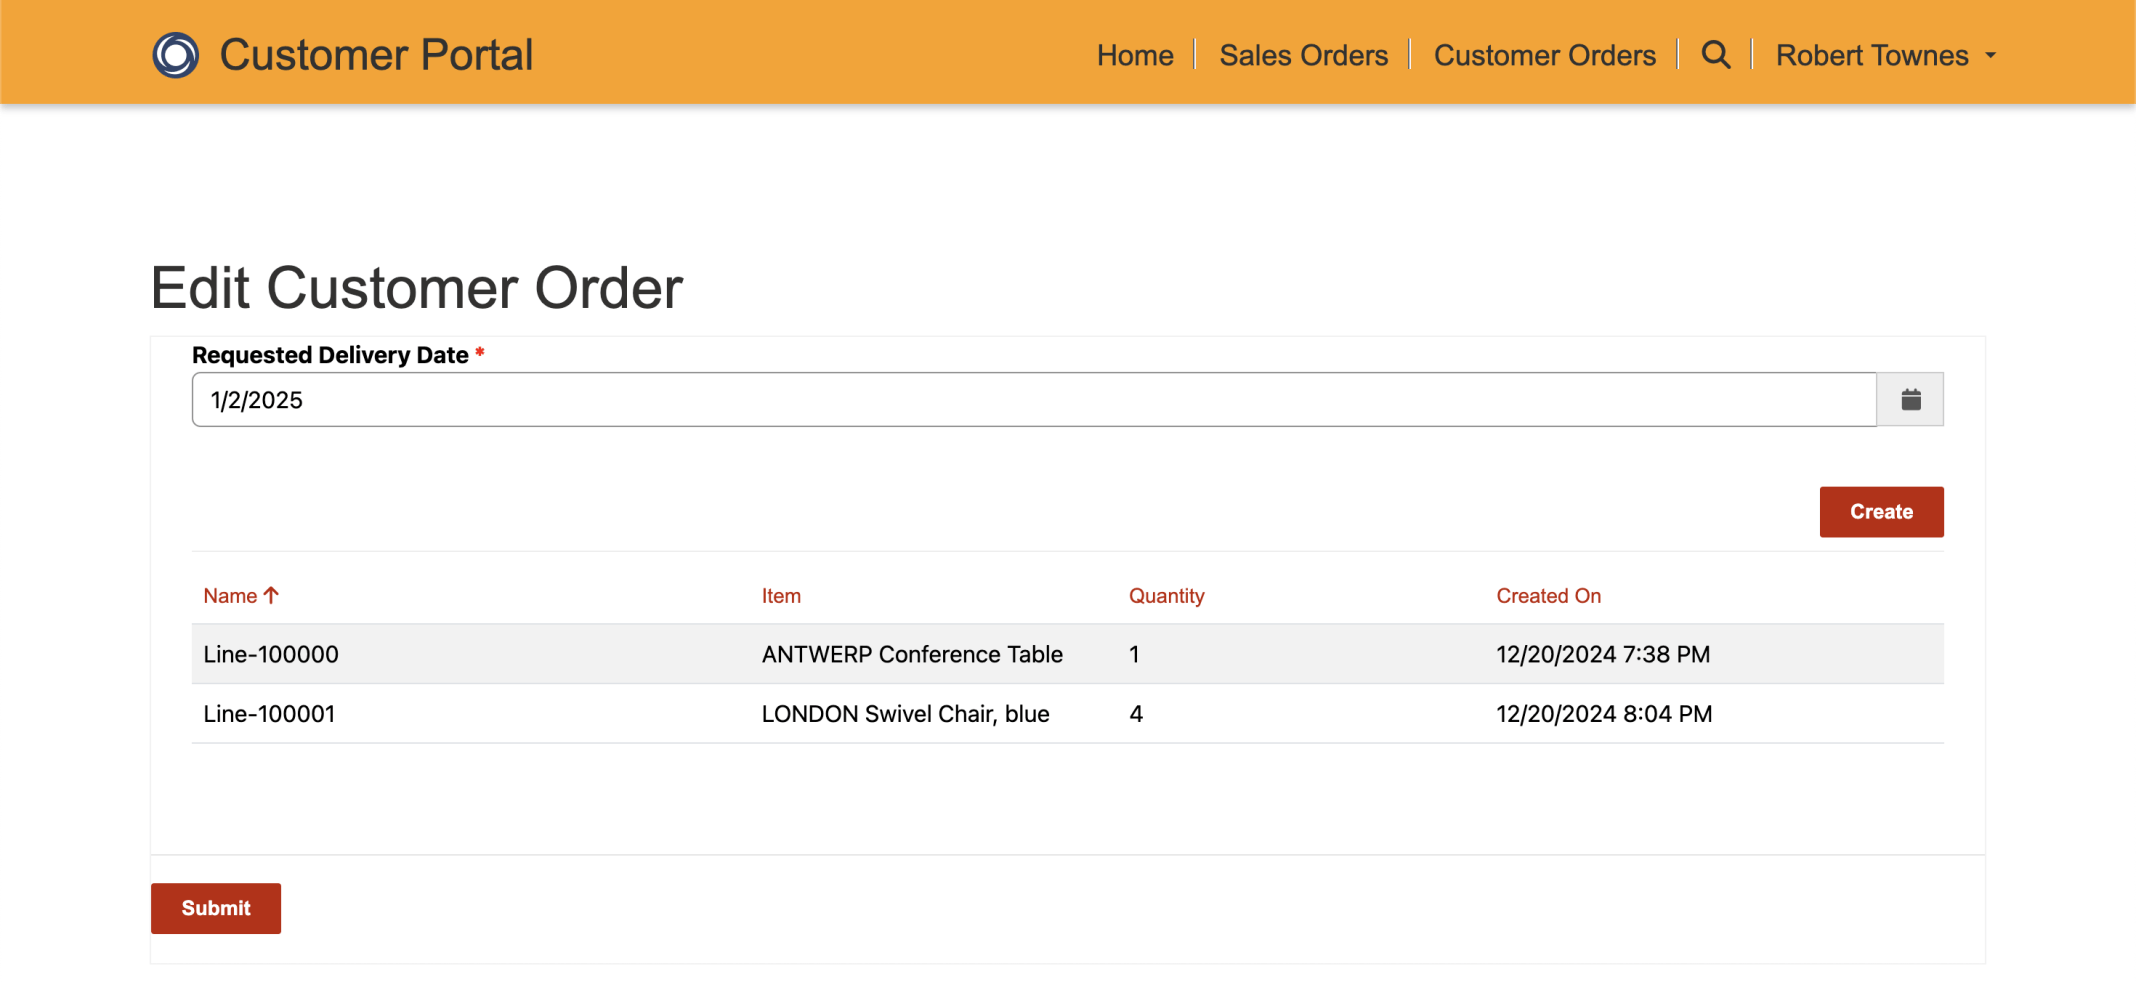 Customer Portal
Home Sales Orders Customer Orders Robert Townes
Edit Customer Order
Requested Delivery Date *
1/2/2025
Create
Name Item Quantity Created On
Line-100000 ANTWERP Conference Table 1 12/20/2024 7:38 PM
Line-100001 LONDON Swivel Chair, blue 4 12/20/2024 8:04 PM
Submit